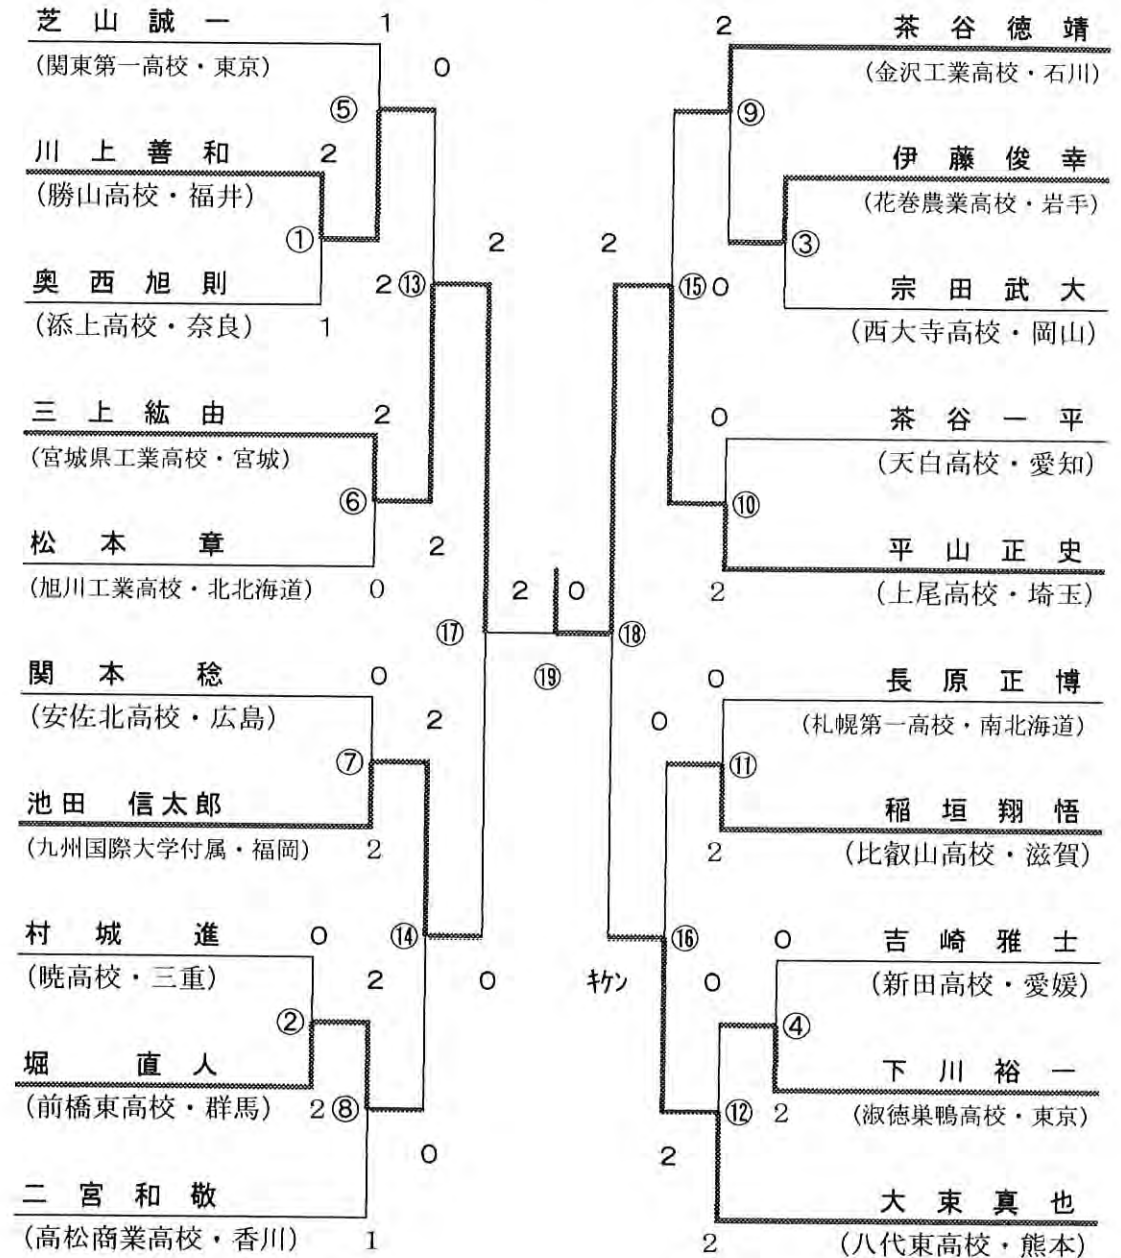 芝山誠一 1
(関東第一高校・東京)
0
⑤
川上善和 2
(勝山高校・福井)
①
奥西旭則
(添上高校・奈良) 1
2 ⑬
2
三上紘由 2
(宮城県工業高校・宮城)
⑥
松本章
(旭川工業高校・北北海道) 0
2
⑰
関本稔 0
(安佐北高校・広島)
2
⑦
池田信太郎
(九州国際大学付属・福岡) 2
村城進 0
(暁高校・三重)
⑭
2
0
②
堀直人
(前橋東高校・群馬) 2
⑧
0
二宮和敬
(高松商業高校・香川) 1
2 0
⑲
2 茶谷徳靖
(金沢工業高校・石川)
⑨
伊藤俊幸
(花巻農業高校・岩手)
③
2
⑮ 0
宗田武大
(西大寺高校・岡山)
0 茶谷一平
(天白高校・愛知)
⑩
平山正史
2 (上尾高校・埼玉)
⑱
0 長原正博
(札幌第一高校・南北海道)
0
⑪
稲垣翔悟
2 (比叡山高校・滋賀)
⑯
0 吉崎雅士
(新田高校・愛媛)
キケン
0
④
下川裕一
2 (淑徳巣鴨高校・東京)
⑫
2
大東真也
2 (八代東高校・熊本)